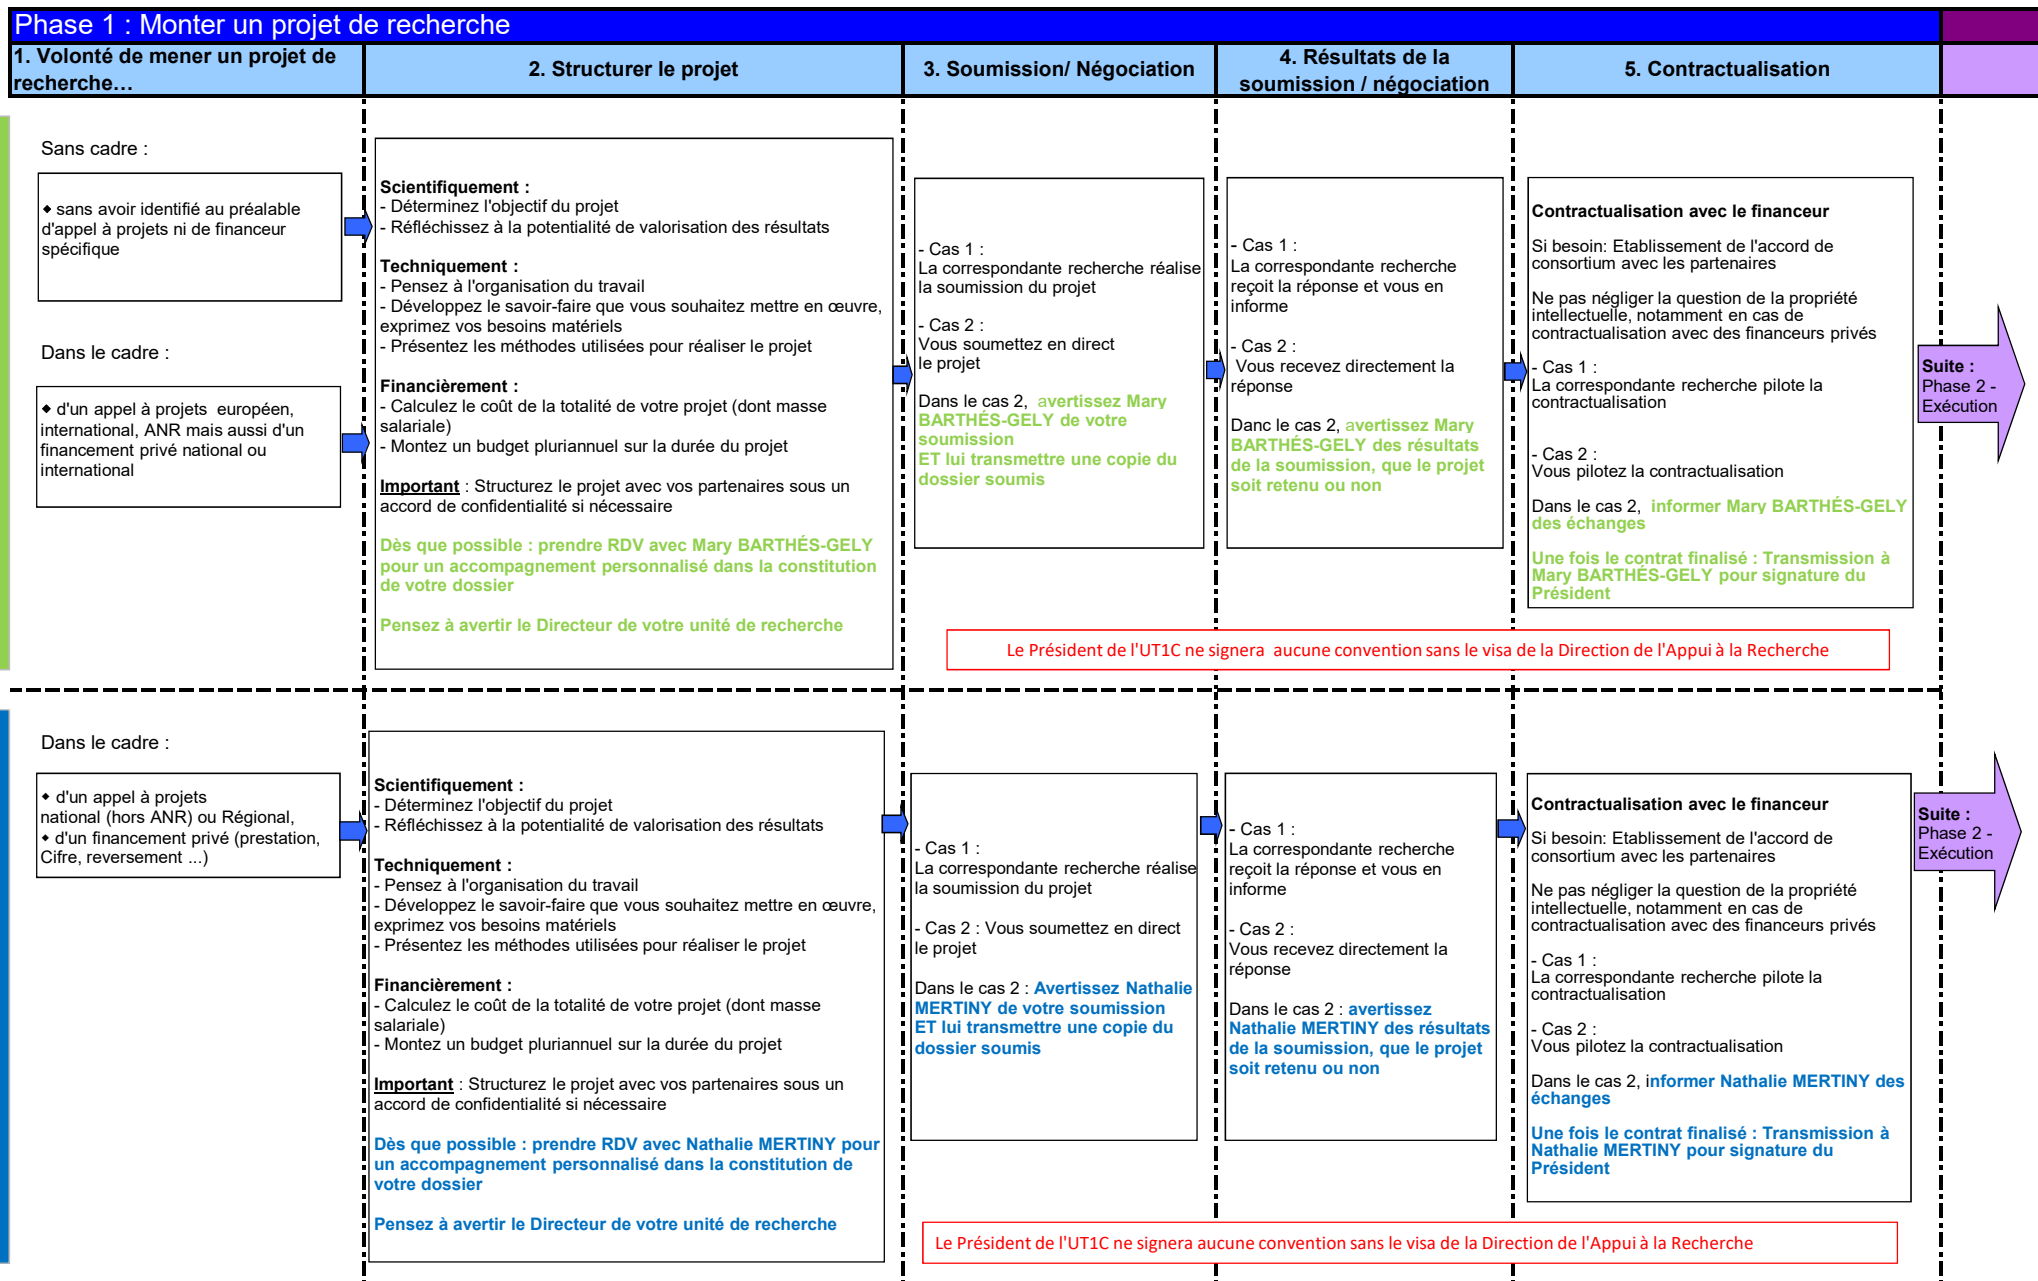 Phase 1 : Monter un projet de recherche
1. Volonté de mener un projet de
recherche…
2. Structurer le projet
3. Soumission/ Négociation
4. Résultats de la
soumission / négociation
5. Contractualisation
Sans cadre :
◆ sans avoir identifié au préalable
d'appel à projets ni de financeur
spécifique
Dans le cadre :
◆ d'un appel à projets  européen,
international, ANR mais aussi d'un
financement privé national ou
international
Scientifiquement :
- Déterminez l'objectif du projet
- Réfléchissez à la potentialité de valorisation des résultats
Techniquement :
- Pensez à l'organisation du travail
- Développez le savoir-faire que vous souhaitez mettre en œuvre,
exprimez vos besoins matériels
- Présentez les méthodes utilisées pour réaliser le projet
Financièrement :
- Calculez le coût de la totalité de votre projet (dont masse
salariale)
- Montez un budget pluriannuel sur la durée du projet
Important : Structurez le projet avec vos partenaires sous un
accord de confidentialité si nécessaire
Dès que possible : prendre RDV avec Mary BARTHÉS-GELY
pour un accompagnement personnalisé dans la constitution
de votre dossier
Pensez à avertir le Directeur de votre unité de recherche
- Cas 1 :
La correspondante recherche réalise
la soumission du projet
- Cas 2 :
Vous soumettez en direct
le projet
Dans le cas 2,  avertissez Mary
BARTHÉS-GELY de votre
soumission
ET lui transmettre une copie du
dossier soumis
- Cas 1 :
La correspondante recherche
reçoit la réponse et vous en
informe
- Cas 2 :
Vous recevez directement la
réponse
Danc le cas 2, avertissez Mary
BARTHÉS-GELY des résultats
de la soumission, que le projet
soit retenu ou non
Contractualisation avec le financeur
Si besoin: Etablissement de l'accord de
consortium avec les partenaires
Ne pas négliger la question de la propriété
intellectuelle, notamment en cas de
contractualisation avec des financeurs privés
- Cas 1 :
La correspondante recherche pilote la
contractualisation
- Cas 2 :
Vous pilotez la contractualisation
Dans le cas 2,  informer Mary BARTHÉS-GELY
des échanges
Une fois le contrat finalisé : Transmission à
Mary BARTHÉS-GELY pour signature du
Président
Suite :
Phase 2 -
Exécution
Le Président de l'UT1C ne signera  aucune convention sans le visa de la Direction de l'Appui à la Recherche
Dans le cadre :
◆ d'un appel à projets
national (hors ANR) ou Régional,
◆ d'un financement privé (prestation,
Cifre, reversement ...)
Scientifiquement :
- Déterminez l'objectif du projet
- Réfléchissez à la potentialité de valorisation des résultats
Techniquement :
- Pensez à l'organisation du travail
- Développez le savoir-faire que vous souhaitez mettre en œuvre,
exprimez vos besoins matériels
- Présentez les méthodes utilisées pour réaliser le projet
Financièrement :
- Calculez le coût de la totalité de votre projet (dont masse
salariale)
- Montez un budget pluriannuel sur la durée du projet
Important : Structurez le projet avec vos partenaires sous un
accord de confidentialité si nécessaire
Dès que possible : prendre RDV avec Nathalie MERTINY pour
un accompagnement personnalisé dans la constitution de
votre dossier
Pensez à avertir le Directeur de votre unité de recherche
- Cas 1 :
La correspondante recherche réalise
la soumission du projet
- Cas 2 : Vous soumettez en direct
le projet
Dans le cas 2 : Avertissez Nathalie
MERTINY de votre soumission
ET lui transmettre une copie du
dossier soumis
- Cas 1 :
La correspondante recherche
reçoit la réponse et vous en
informe
- Cas 2 :
Vous recevez directement la
réponse
Dans le cas 2 : avertissez
Nathalie MERTINY des résultats
de la soumission, que le projet
soit retenu ou non
Contractualisation avec le financeur
Si besoin: Etablissement de l'accord de
consortium avec les partenaires
Ne pas négliger la question de la propriété
intellectuelle, notamment en cas de
contractualisation avec des financeurs privés
- Cas 1 :
La correspondante recherche pilote la
contractualisation
- Cas 2 :
Vous pilotez la contractualisation
Dans le cas 2, informer Nathalie MERTINY des
échanges
Une fois le contrat finalisé : Transmission à
Nathalie MERTINY pour signature du
Président
Suite :
Phase 2 -
Exécution
Le Président de l'UT1C ne signera aucune convention sans le visa de la Direction de l'Appui à la Recherche